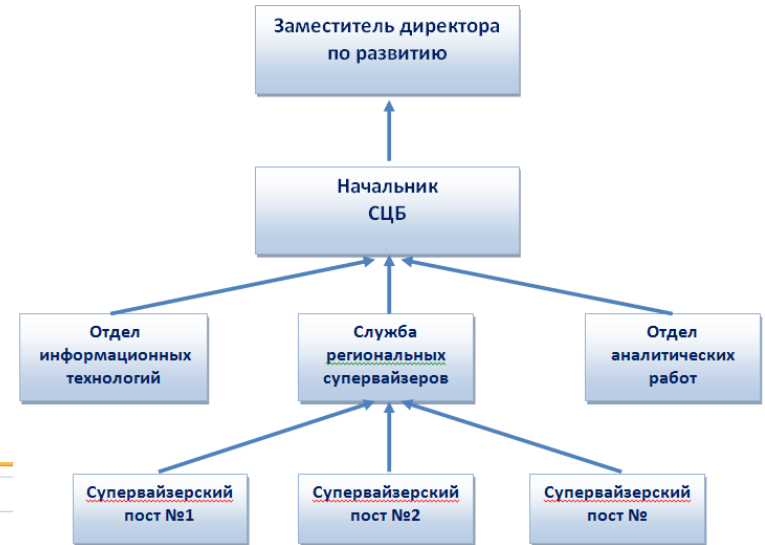 Заместитель директора
по развитию
Начальник
СЦБ
Отдел
информационных
технологий
Служба
региональных
супервайзеров
Отдел
аналитических
работ
Супервайзерский
пост №1
Супервайзерский
пост №2
Супервайзерский
пост №